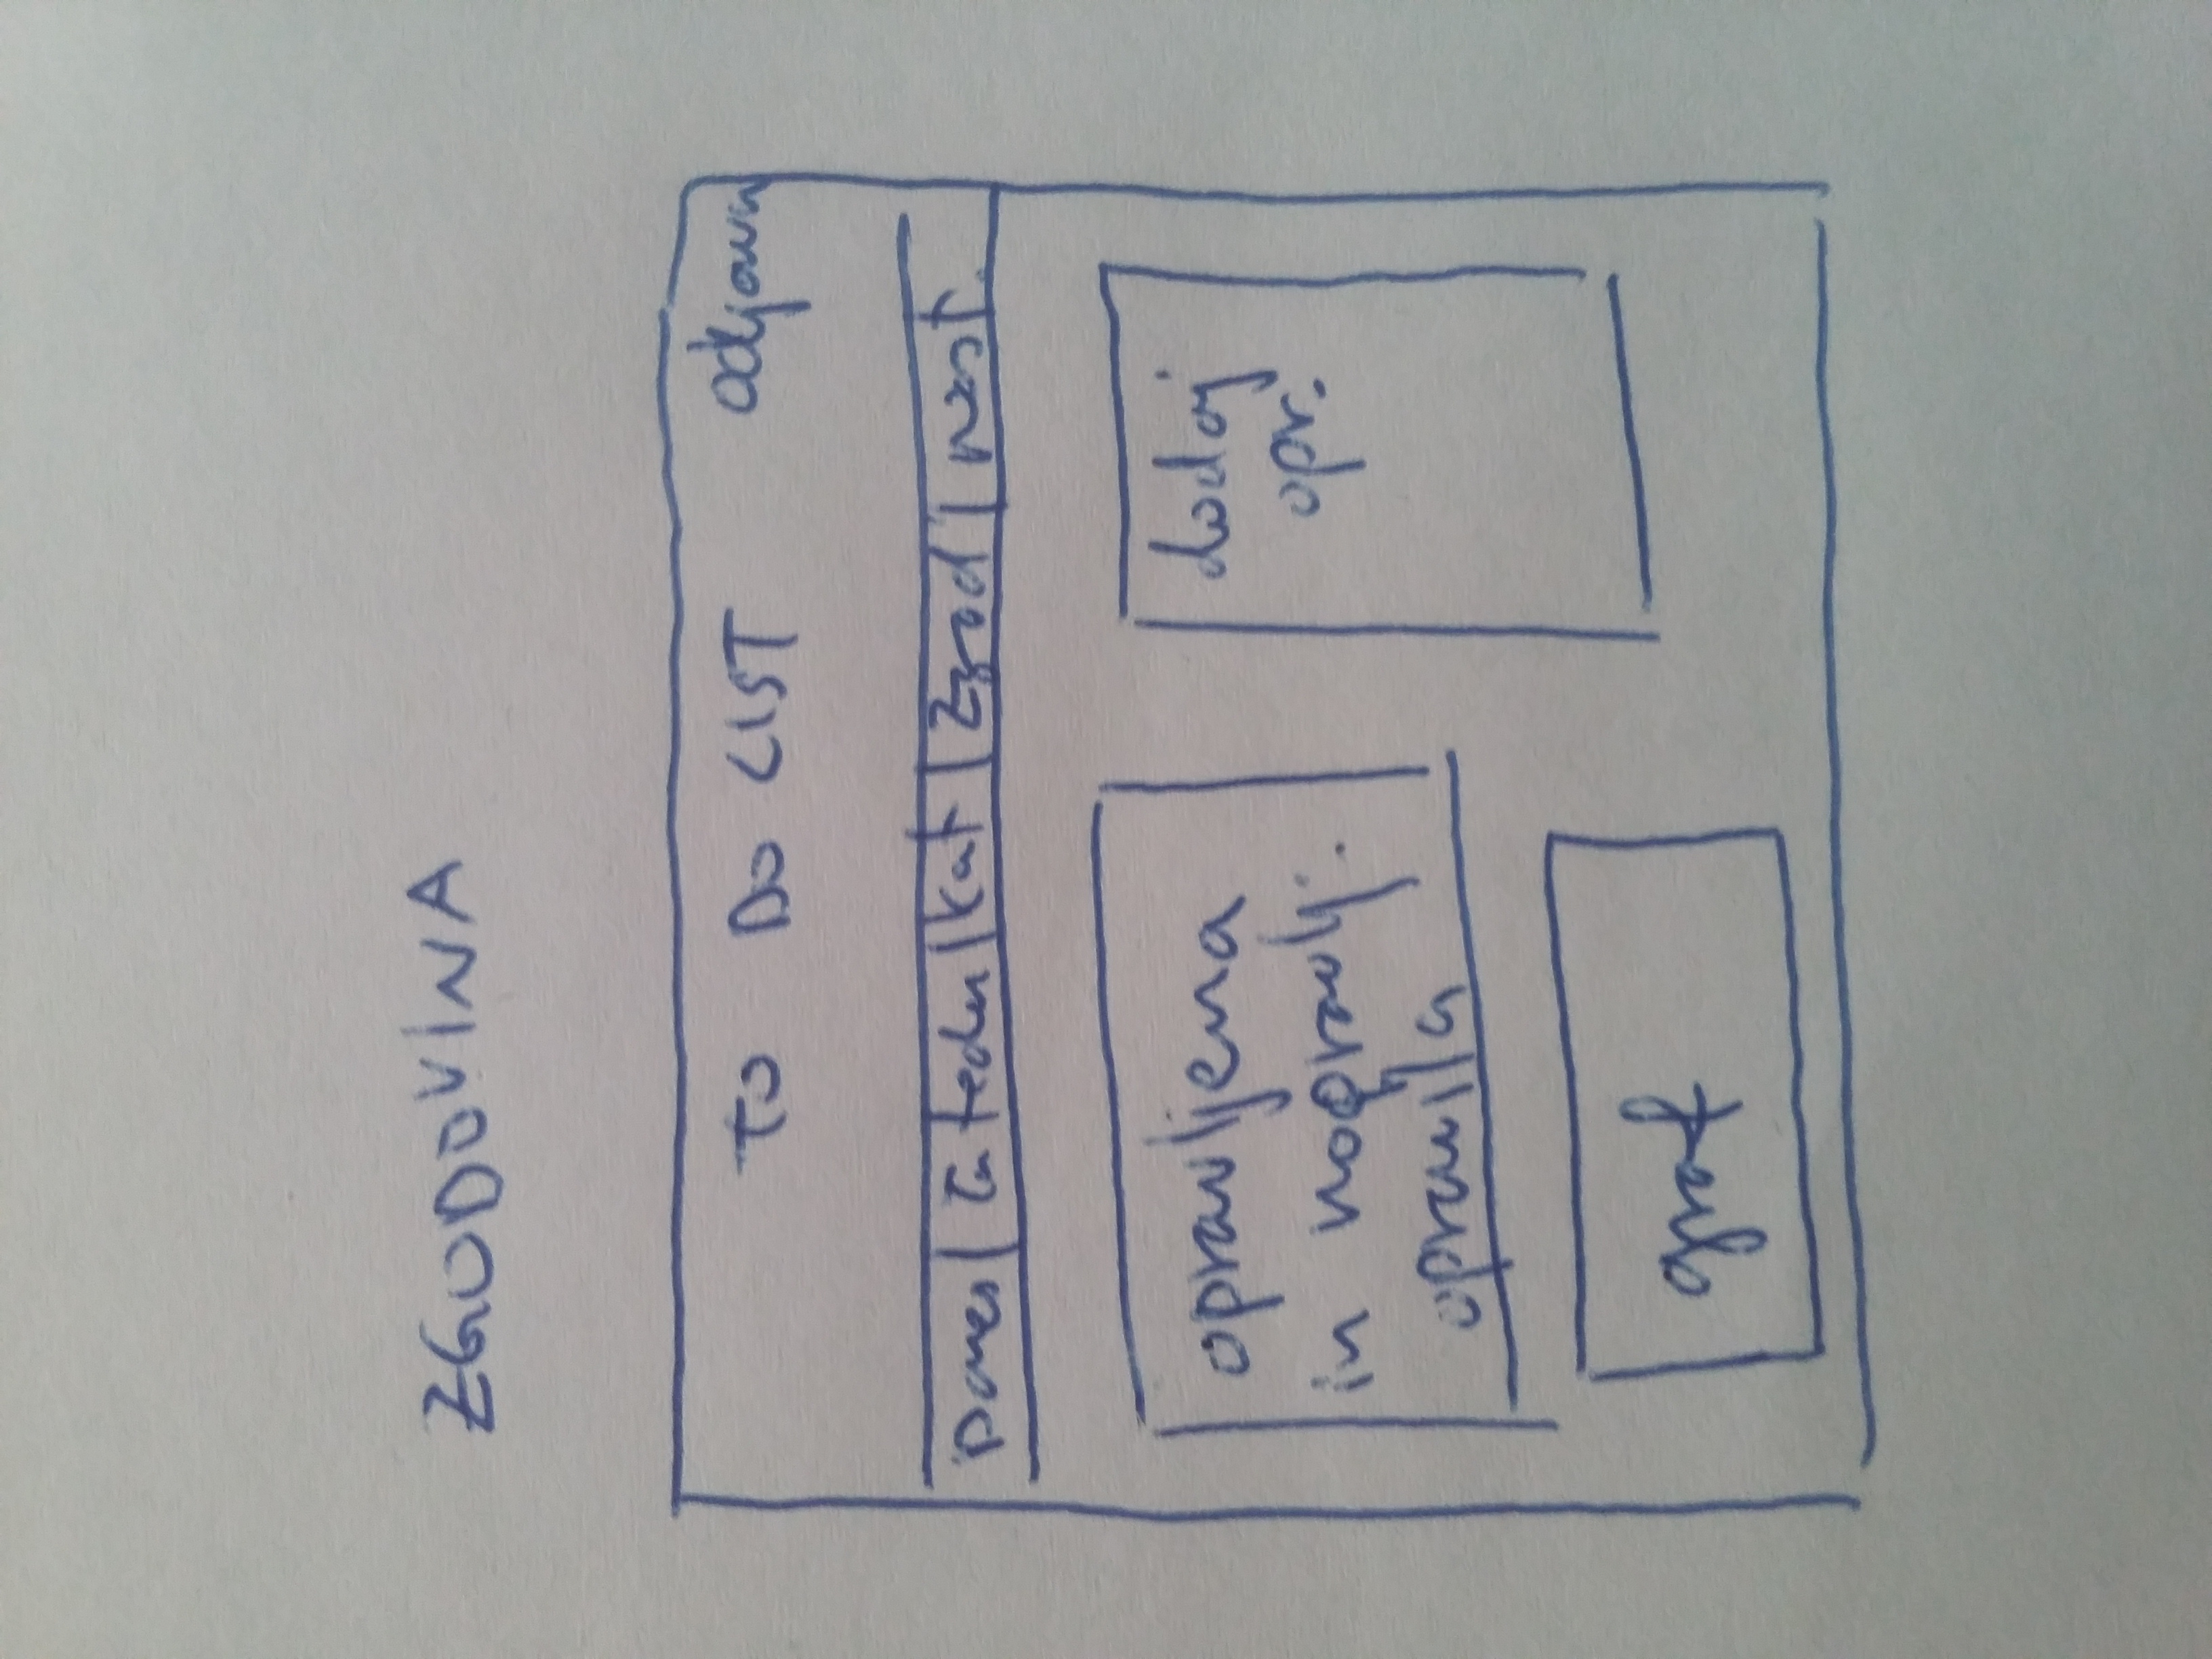 ZGODOVINA
TO DO LIST odjava
Danes | Ta teden | Kat | Zgod | Nast.
opravljena
in neopravlj.
opravila
dodaj
opr.
graf